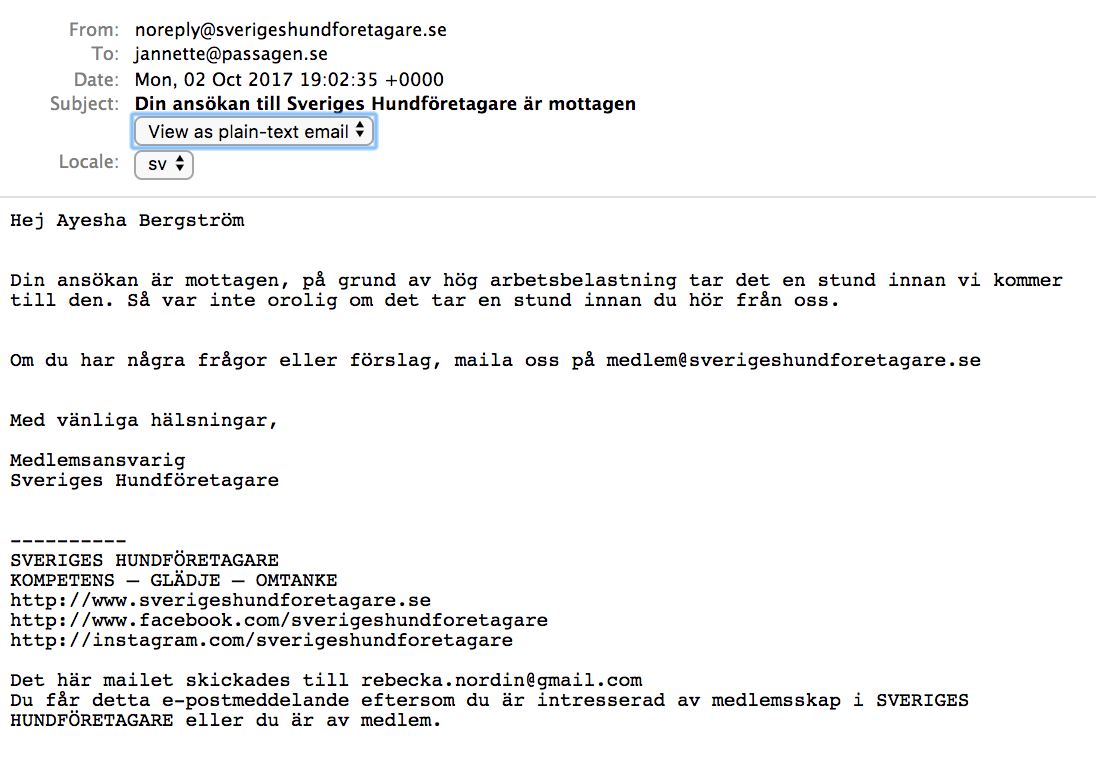 From: noreply@sverigeshundforetagare.se
To: jannette@passagen.se
Date: Mon, 02 Oct 2017 19:02:35 +0000
Subject: Din ansökan till Sveriges Hundföretagare är mottagen
View as plain-text email
Locale: sv
Hej Ayesha Bergström
Din ansökan är mottagen, på grund av hög arbetsbelastning tar det en stund innan vi kommer
till den. Så var inte orolig om det tar en stund innan du hör från oss.
Om du har några frågor eller förslag, maila oss på medlem@sverigeshundforetagare.se
Med vänliga hälsningar,
Medlemsansvarig
Sveriges Hundföretagare
----------
SVERIGES HUNDFÖRETAGARE
KOMPETENS – GLÄDJE – OMTANKE
http://www.sverigeshundforetagare.se
http://www.facebook.com/sverigeshundforetagare
http://instagram.com/sverigeshundforetagare
Det här mailet skickades till rebecka.nordin@gmail.com
Du får detta e-postmeddelande eftersom du är intresserad av medlemsskap i SVERIGES
HUNDFÖRETAGARE eller du är av medlem.